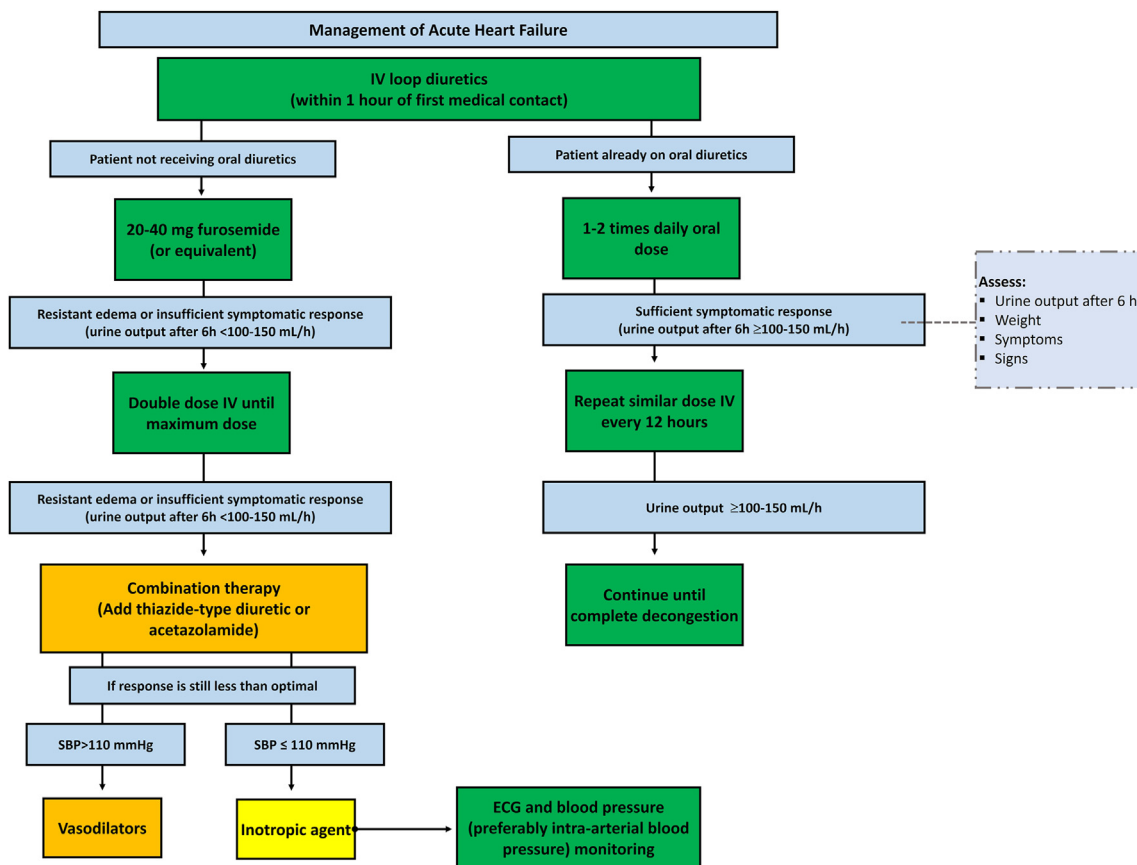 Management of Acute Heart Failure
IV loop diuretics
(within 1 hour of first medical contact)
Patient not receiving oral diuretics
Patient already on oral diuretics
20-40 mg furosemide
(or equivalent)
1-2 times daily oral
dose
Assess:
▪ Urine output after 6 h
▪ Weight
▪ Symptoms
▪ Signs
Resistant edema or insufficient symptomatic response
(urine output after 6h <100-150 mL/h)
Sufficient symptomatic response
(urine output after 6h ≥100-150 mL/h)
Double dose IV until
maximum dose
Repeat similar dose IV
every 12 hours
Resistant edema or insufficient symptomatic response
(urine output after 6h <100-150 mL/h)
Urine output ≥100-150 mL/h
Combination therapy
(Add thiazide-type diuretic or
acetazolamide)
Continue until
complete decongestion
If response is still less than optimal
SBP>110 mmHg
SBP ≤ 110 mmHg
Vasodilators
Inotropic agent
ECG and blood pressure
(preferably intra-arterial blood
pressure) monitoring